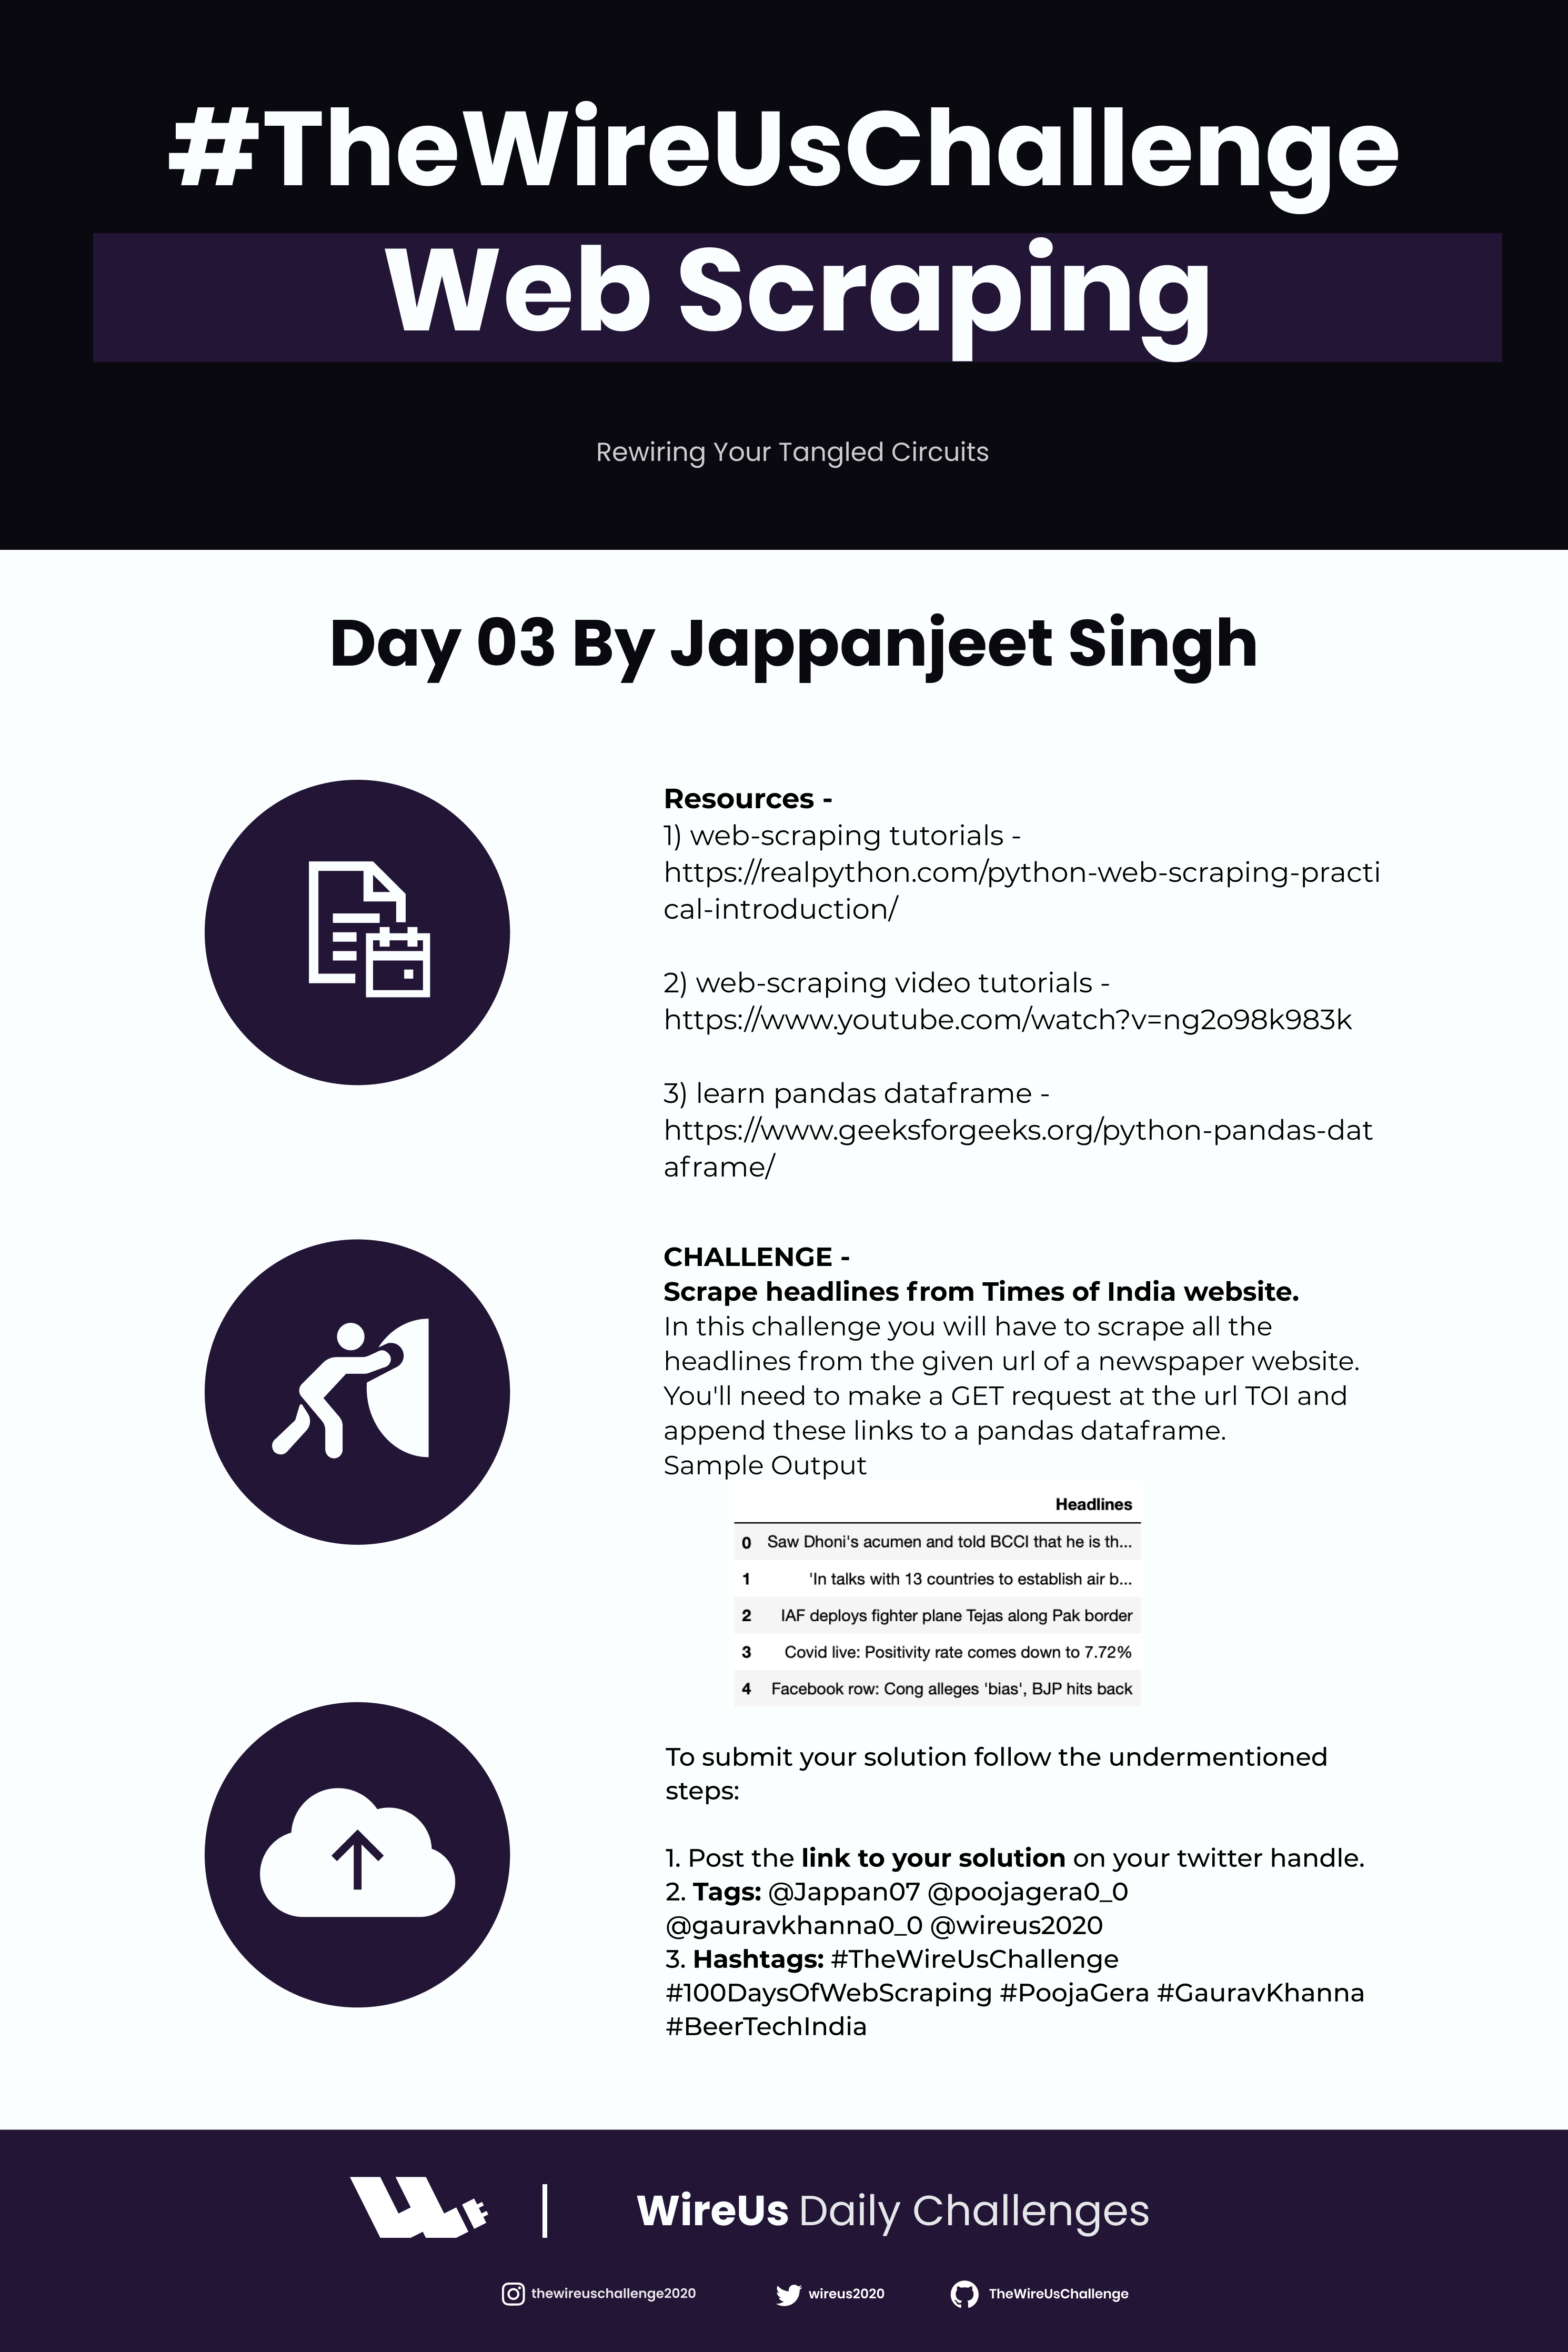 #TheWireUsChallenge
Web Scraping
Rewiring Your Tangled Circuits
Day 03 By Jappanjeet Singh
Resources -
1) web-scraping tutorials -
https://realpython.com/python-web-scraping-practi
cal-introduction/
2) web-scraping video tutorials -
https://www.youtube.com/watch?v=ng2o98k983k
3) learn pandas dataframe -
https://www.geeksforgeeks.org/python-pandas-dat
aframe/
CHALLENGE -
Scrape headlines from Times of India website.
In this challenge you will have to scrape all the
headlines from the given url of a newspaper website.
You'll need to make a GET request at the url TOI and
append these links to a pandas dataframe.
Sample Output
Headlines
0 Saw Dhoni's acumen and told BCCI that he is th...
1 'In talks with 13 countries to establish air b...
2 IAF deploys fighter plane Tejas along Pak border
3 Covid live: Positivity rate comes down to 7.72%
4 Facebook row: Cong alleges 'bias', BJP hits back
To submit your solution follow the undermentioned
steps:
1. Post the link to your solution on your twitter handle.
2. Tags: @Jappan07 @poojagera0_0
@gauravkhanna0_0 @wireus2020
3. Hashtags: #TheWireUsChallenge
#100DaysOfWebScraping #PoojaGera #GauravKhanna
#BeerTechIndia
WireUs Daily Challenges
thewireuschallenge2020 wireus2020 TheWireUsChallenge